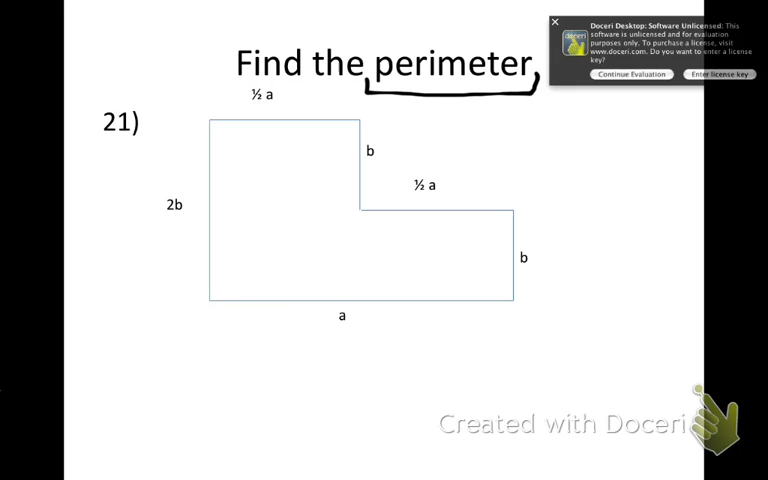 Doceri Desktop: Software Unlicensed: This
software is unlicensed and for evaluation
purposes only. To purchase a license, visit
www.doceri.com. Do you want to enter a license
key?
doceri
Continue Evaluation
Enter license key
Find the perimeter,
½ a
21)
b
½ a
2b
b
a
Created with Doceri